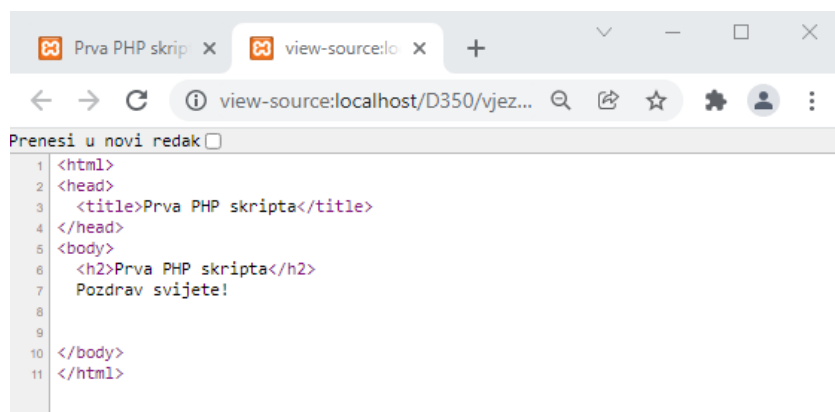 Prva PHP skrip
view-source:lo
view-source:localhost/D350/vjez...
Prenesi u novi redak
1 <html>
2 <head>
3 <title>Prva PHP skripta</title>
4 </head>
5 <body>
6 <h2>Prva PHP skripta</h2>
7 Pozdrav svijete!
8
9
10 </body>
11 </html>